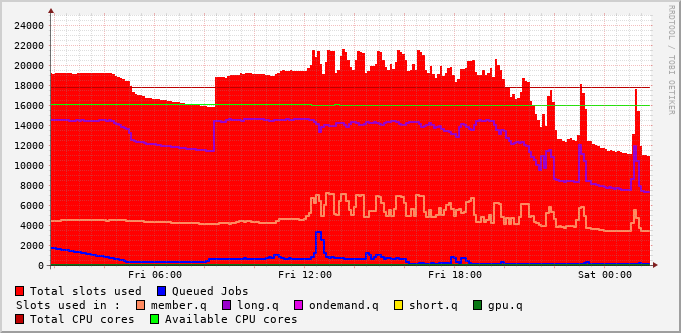 24000
22000
20000
18000
16000
14000
12000
10000
8000
6000
4000
2000
0
Fri 06:00 Fri 12:00 Fri 18:00 Sat 00:00
Total slots used Queued Jobs
Slots used in : member.q long.q ondemand.q short.q gpu.q
Total CPU cores Available CPU cores
RRDTOOL / TOBI OETIKER